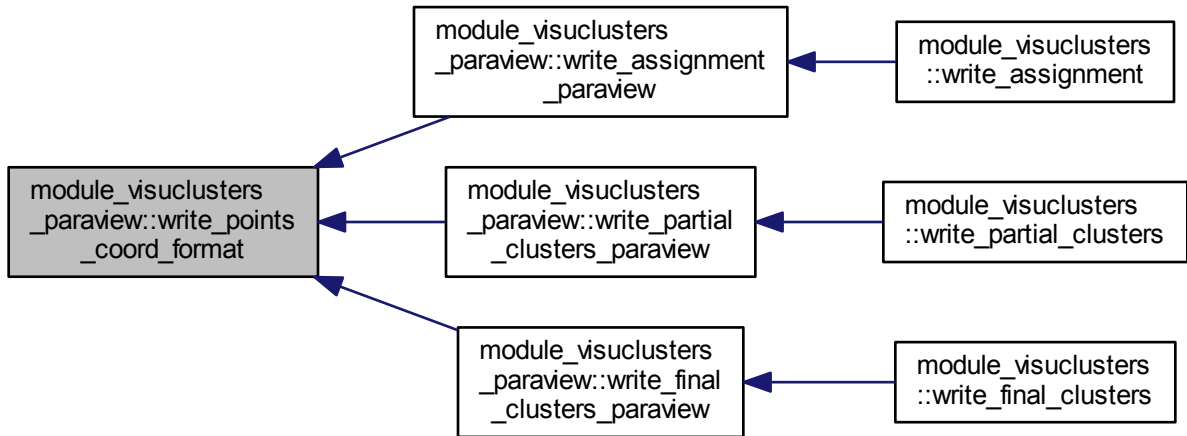 module_visuclusters
_paraview::write_assignment
_paraview
module_visuclusters
::write_assignment
module_visuclusters
_paraview::write_points
_coord_format
module_visuclusters
_paraview::write_partial
_clusters_paraview
module_visuclusters
::write_partial_clusters
module_visuclusters
_paraview::write_final
_clusters_paraview
module_visuclusters
::write_final_clusters